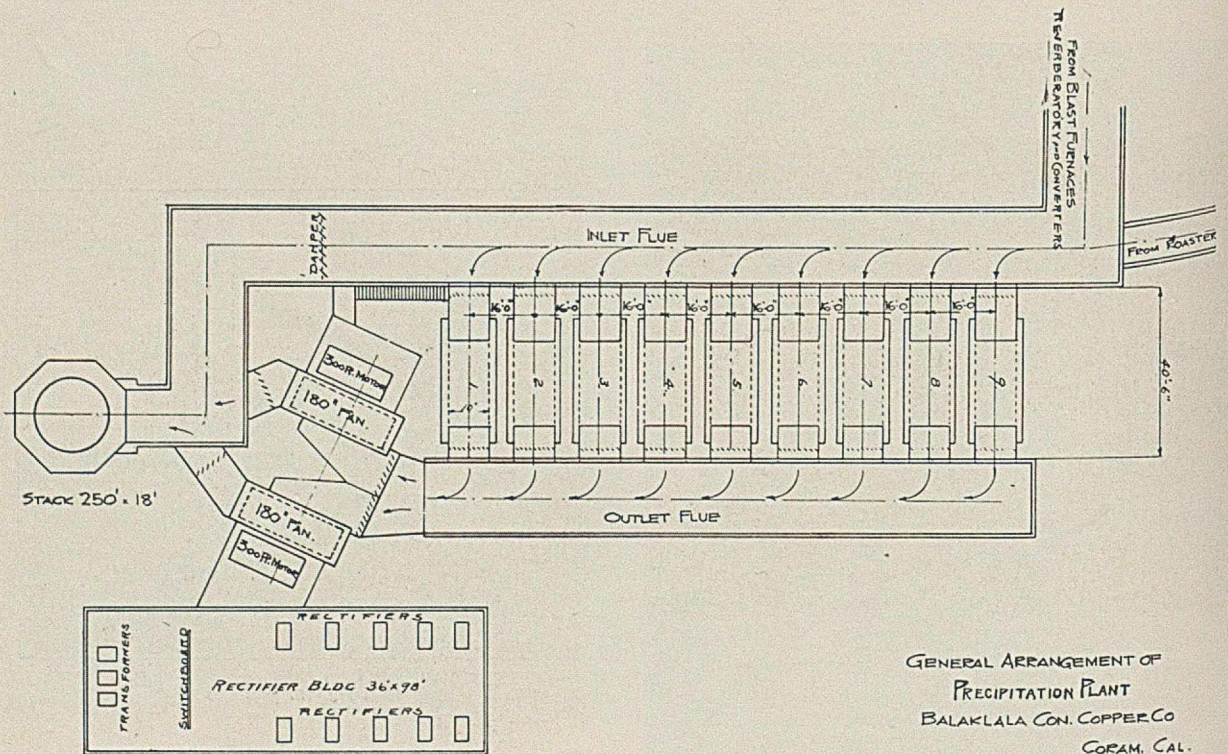 FROM BLAST FURNACES
REVERBERATORY AND CONVERTERS
FROM ROASTER
DAMPER
INLET FLUE
16'-0" 16'-0" 16'-0" 16'-0" 16'-0" 16'-0" 16'-0" 16'-0"
40'-6"
300 H. MOTOR
180" FAN.
1 2 3 4 5 6 7 8 9
10'
STACK 250' x 18'
180" FAN.
300 H. MOTOR
OUTLET FLUE
TRANSFORMERS
SWITCHBOARD
RECTIFIERS
RECTIFIER BLDG 36'x98'
RECTIFIERS
GENERAL ARRANGEMENT OF
PRECIPITATION PLANT
BALAKLALA CON. COPPER CO
CORAM, CAL.